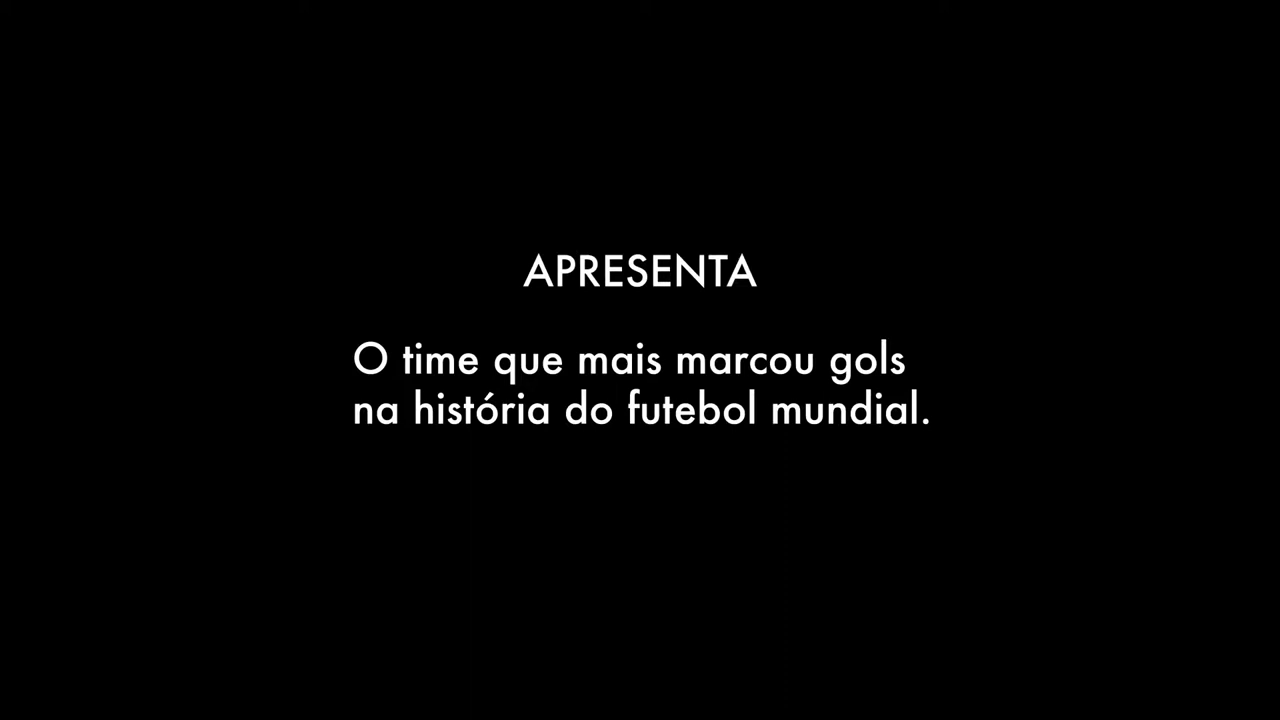 APRESENTA
O time que mais marcou gols
na história do futebol mundial.